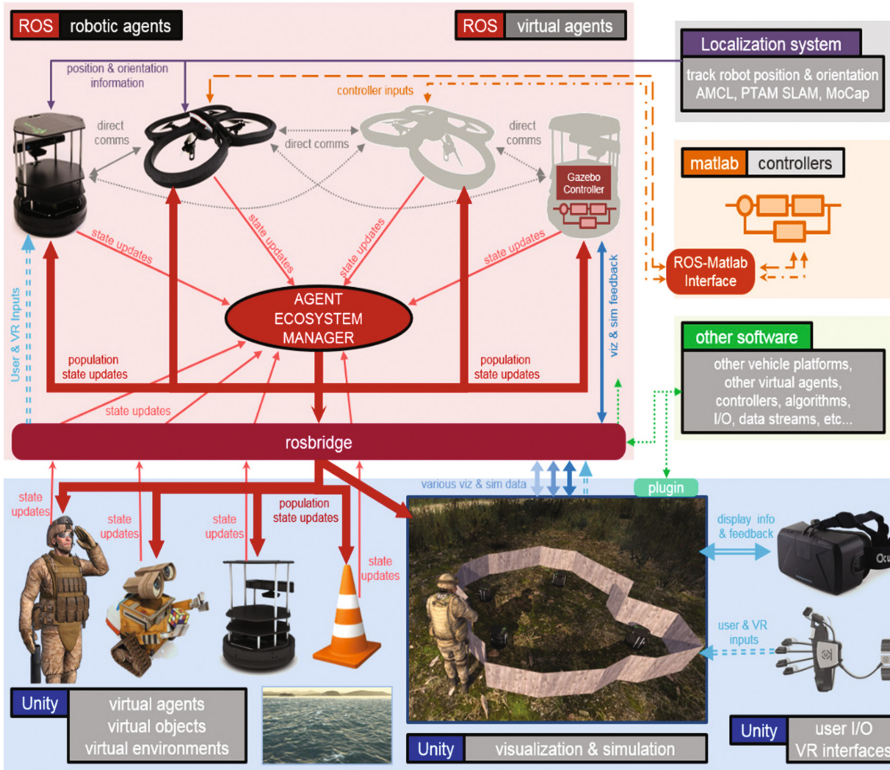 ROS robotic agents
ROS virtual agents
Localization system
track robot position & orientation
AMCL, PTAM SLAM, MoCap
position & orientation
information
controller inputs
direct
comms
direct comms
direct
comms
matlab controllers
Gazebo
Controller
ROS-Matlab
Interface
state updates
state updates
state updates
state updates
AGENT
ECOSYSTEM
MANAGER
User & VR Inputs
viz & sim feedback
population
state updates
population
state updates
state updates
other software
other vehicle platforms,
other virtual agents,
controllers, algorithms,
I/O, data streams, etc...
rosbridge
state
updates
state
updates
state
updates
population
state updates
state
updates
various viz & sim data
plugin
display info
& feedback
Ocu
user & VR
inputs
Unity virtual agents
virtual objects
virtual environments
Unity visualization & simulation
Unity user I/O
VR interfaces